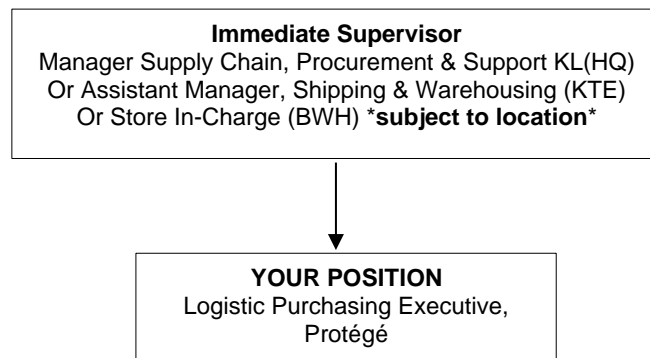 Immediate Supervisor
Manager Supply Chain, Procurement & Support KL(HQ)
Or Assistant Manager, Shipping & Warehousing (KTE)
Or Store In-Charge (BWH) *subject to location*
YOUR POSITION
Logistic Purchasing Executive,
Protégé